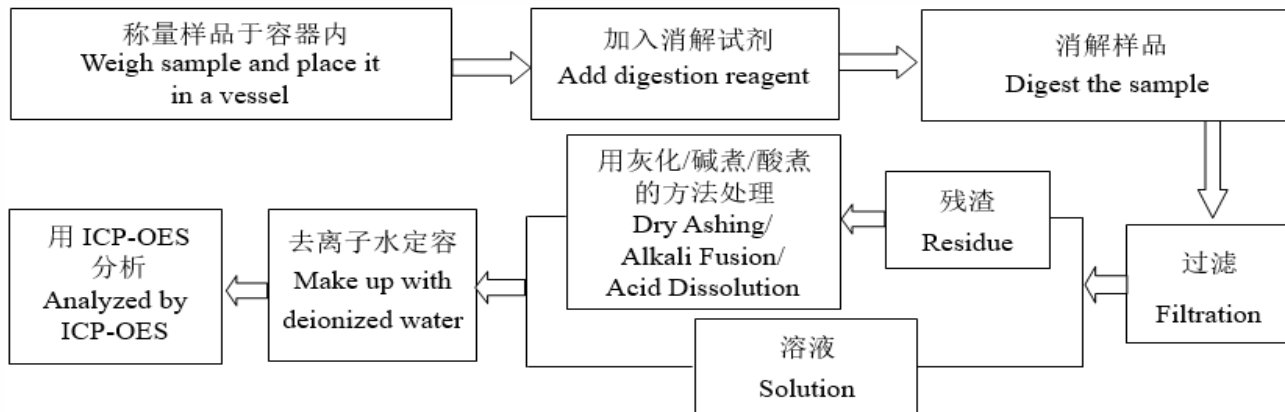 称量样品于容器内
Weigh sample and place it
in a vessel
加入消解试剂
Add digestion reagent
消解样品
Digest the sample
过滤
Filtration
残渣
Residue
用灰化/碱煮/酸煮
的方法处理
Dry Ashing/
Alkali Fusion/
Acid Dissolution
溶液
Solution
去离子水定容
Make up with
deionized water
用 ICP-OES
分析
Analyzed by
ICP-OES